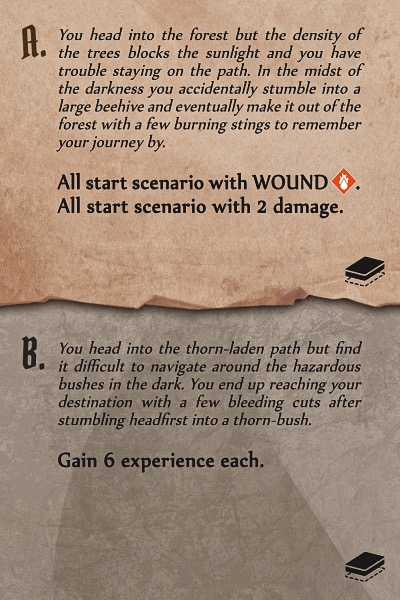 A. You head into the forest but the density of
the trees blocks the sunlight and you have
trouble staying on the path. In the midst of
the darkness you accidentally stumble into a
large beehive and eventually make it out of the
forest with a few burning stings to remember
your journey by.
All start scenario with WOUND.
All start scenario with 2 damage.
B. You head into the thorn-laden path but find
it difficult to navigate around the hazardous
bushes in the dark. You end up reaching your
destination with a few bleeding cuts after
stumbling headfirst into a thorn-bush.
Gain 6 experience each.